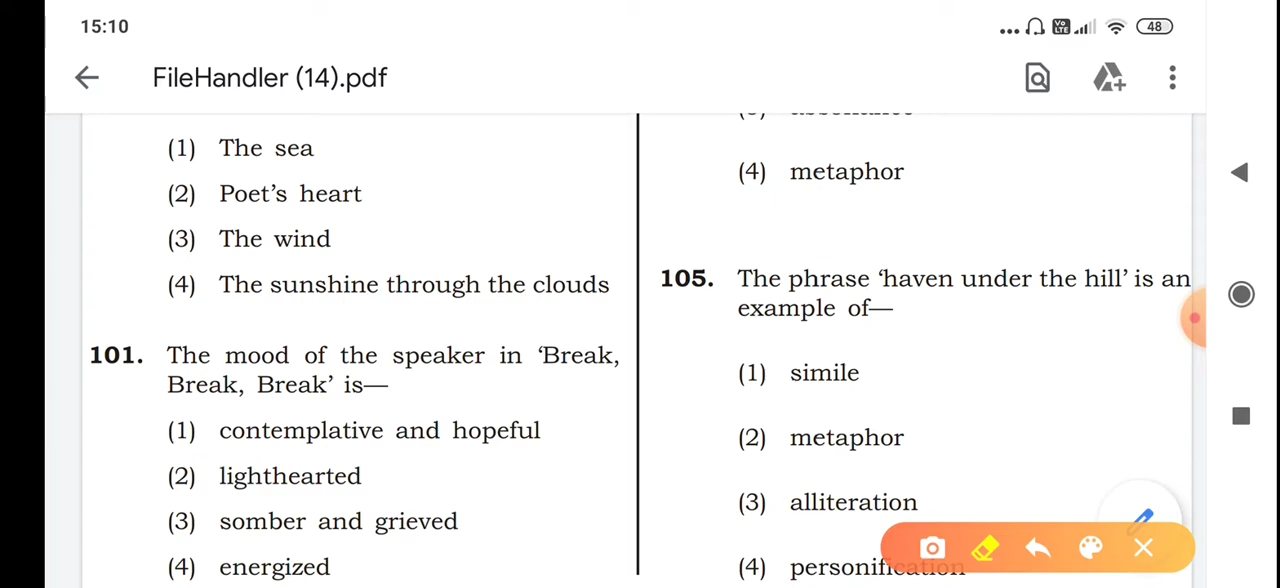 15:10
Vo LTE
48
FileHandler (14).pdf
(1) The sea
(2) Poet's heart
(3) The wind
(4) The sunshine through the clouds
101. The mood of the speaker in 'Break,
Break, Break' is—
(1) contemplative and hopeful
(2) lighthearted
(3) somber and grieved
(4) energized
(4) metaphor
105. The phrase 'haven under the hill' is an
example of—
(1) simile
(2) metaphor
(3) alliteration
(4) personification